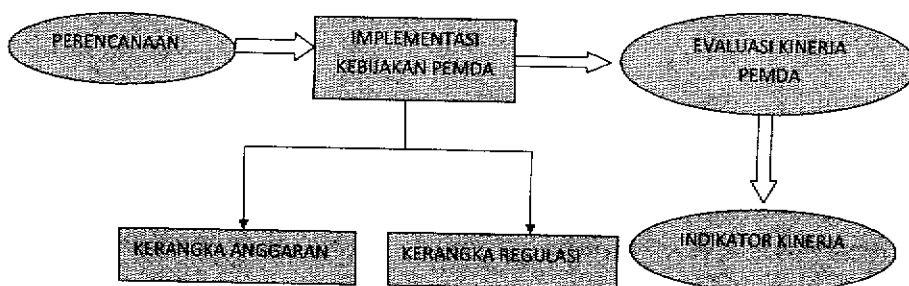 PERENCANAAN
IMPLEMENTASI
KEBIJAKAN PEMDA
EVALUASI KINERJA
PEMDA
KERANGKA ANGGARAN
KERANGKA REGULASI
INDIKATOR KINERJA